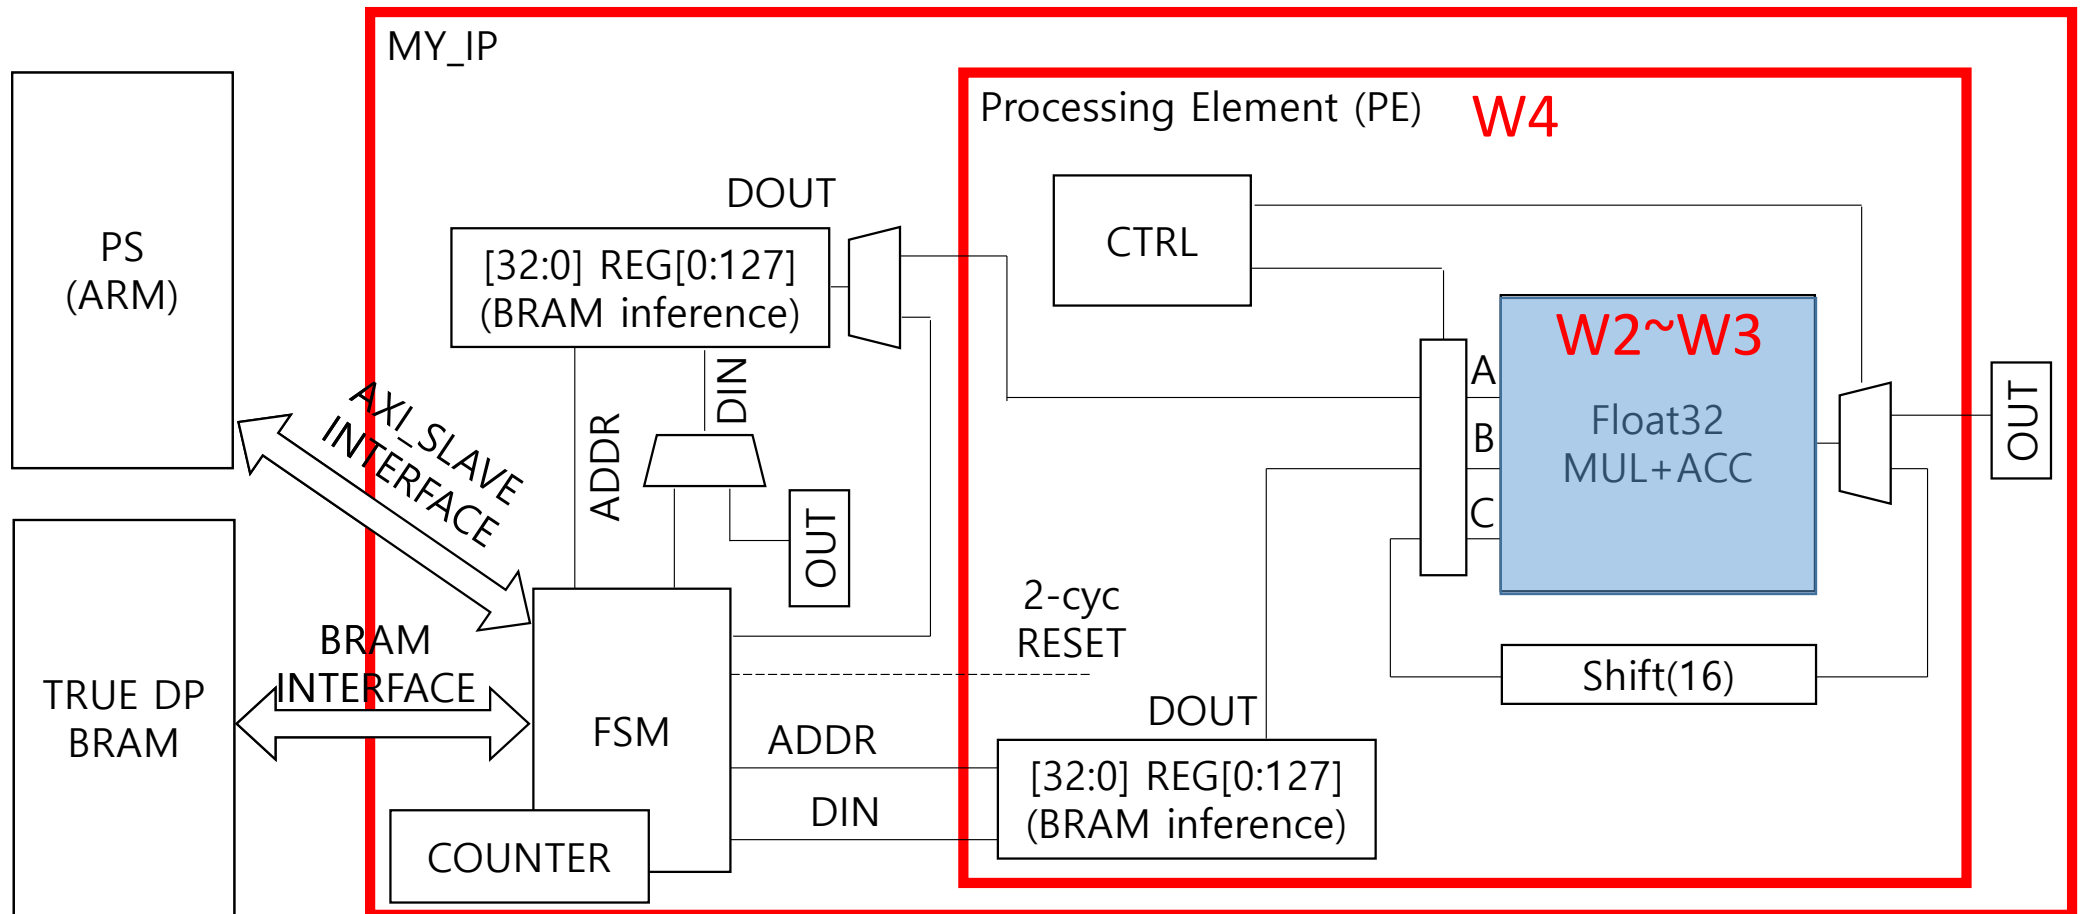 MY_IP
Processing Element (PE)
W4
PS
(ARM)
DOUT
[32:0] REG[0:127]
(BRAM inference)
CTRL
W2~W3
A
B
C
Float32
MUL+ACC
OUT
AXI_SLAVE
INTERFACE
ADDR
DIN
OUT
2-cyc
RESET
Shift(16)
BRAM
INTERFACE
TRUE DP
BRAM
FSM
ADDR
DIN
DOUT
[32:0] REG[0:127]
(BRAM inference)
COUNTER